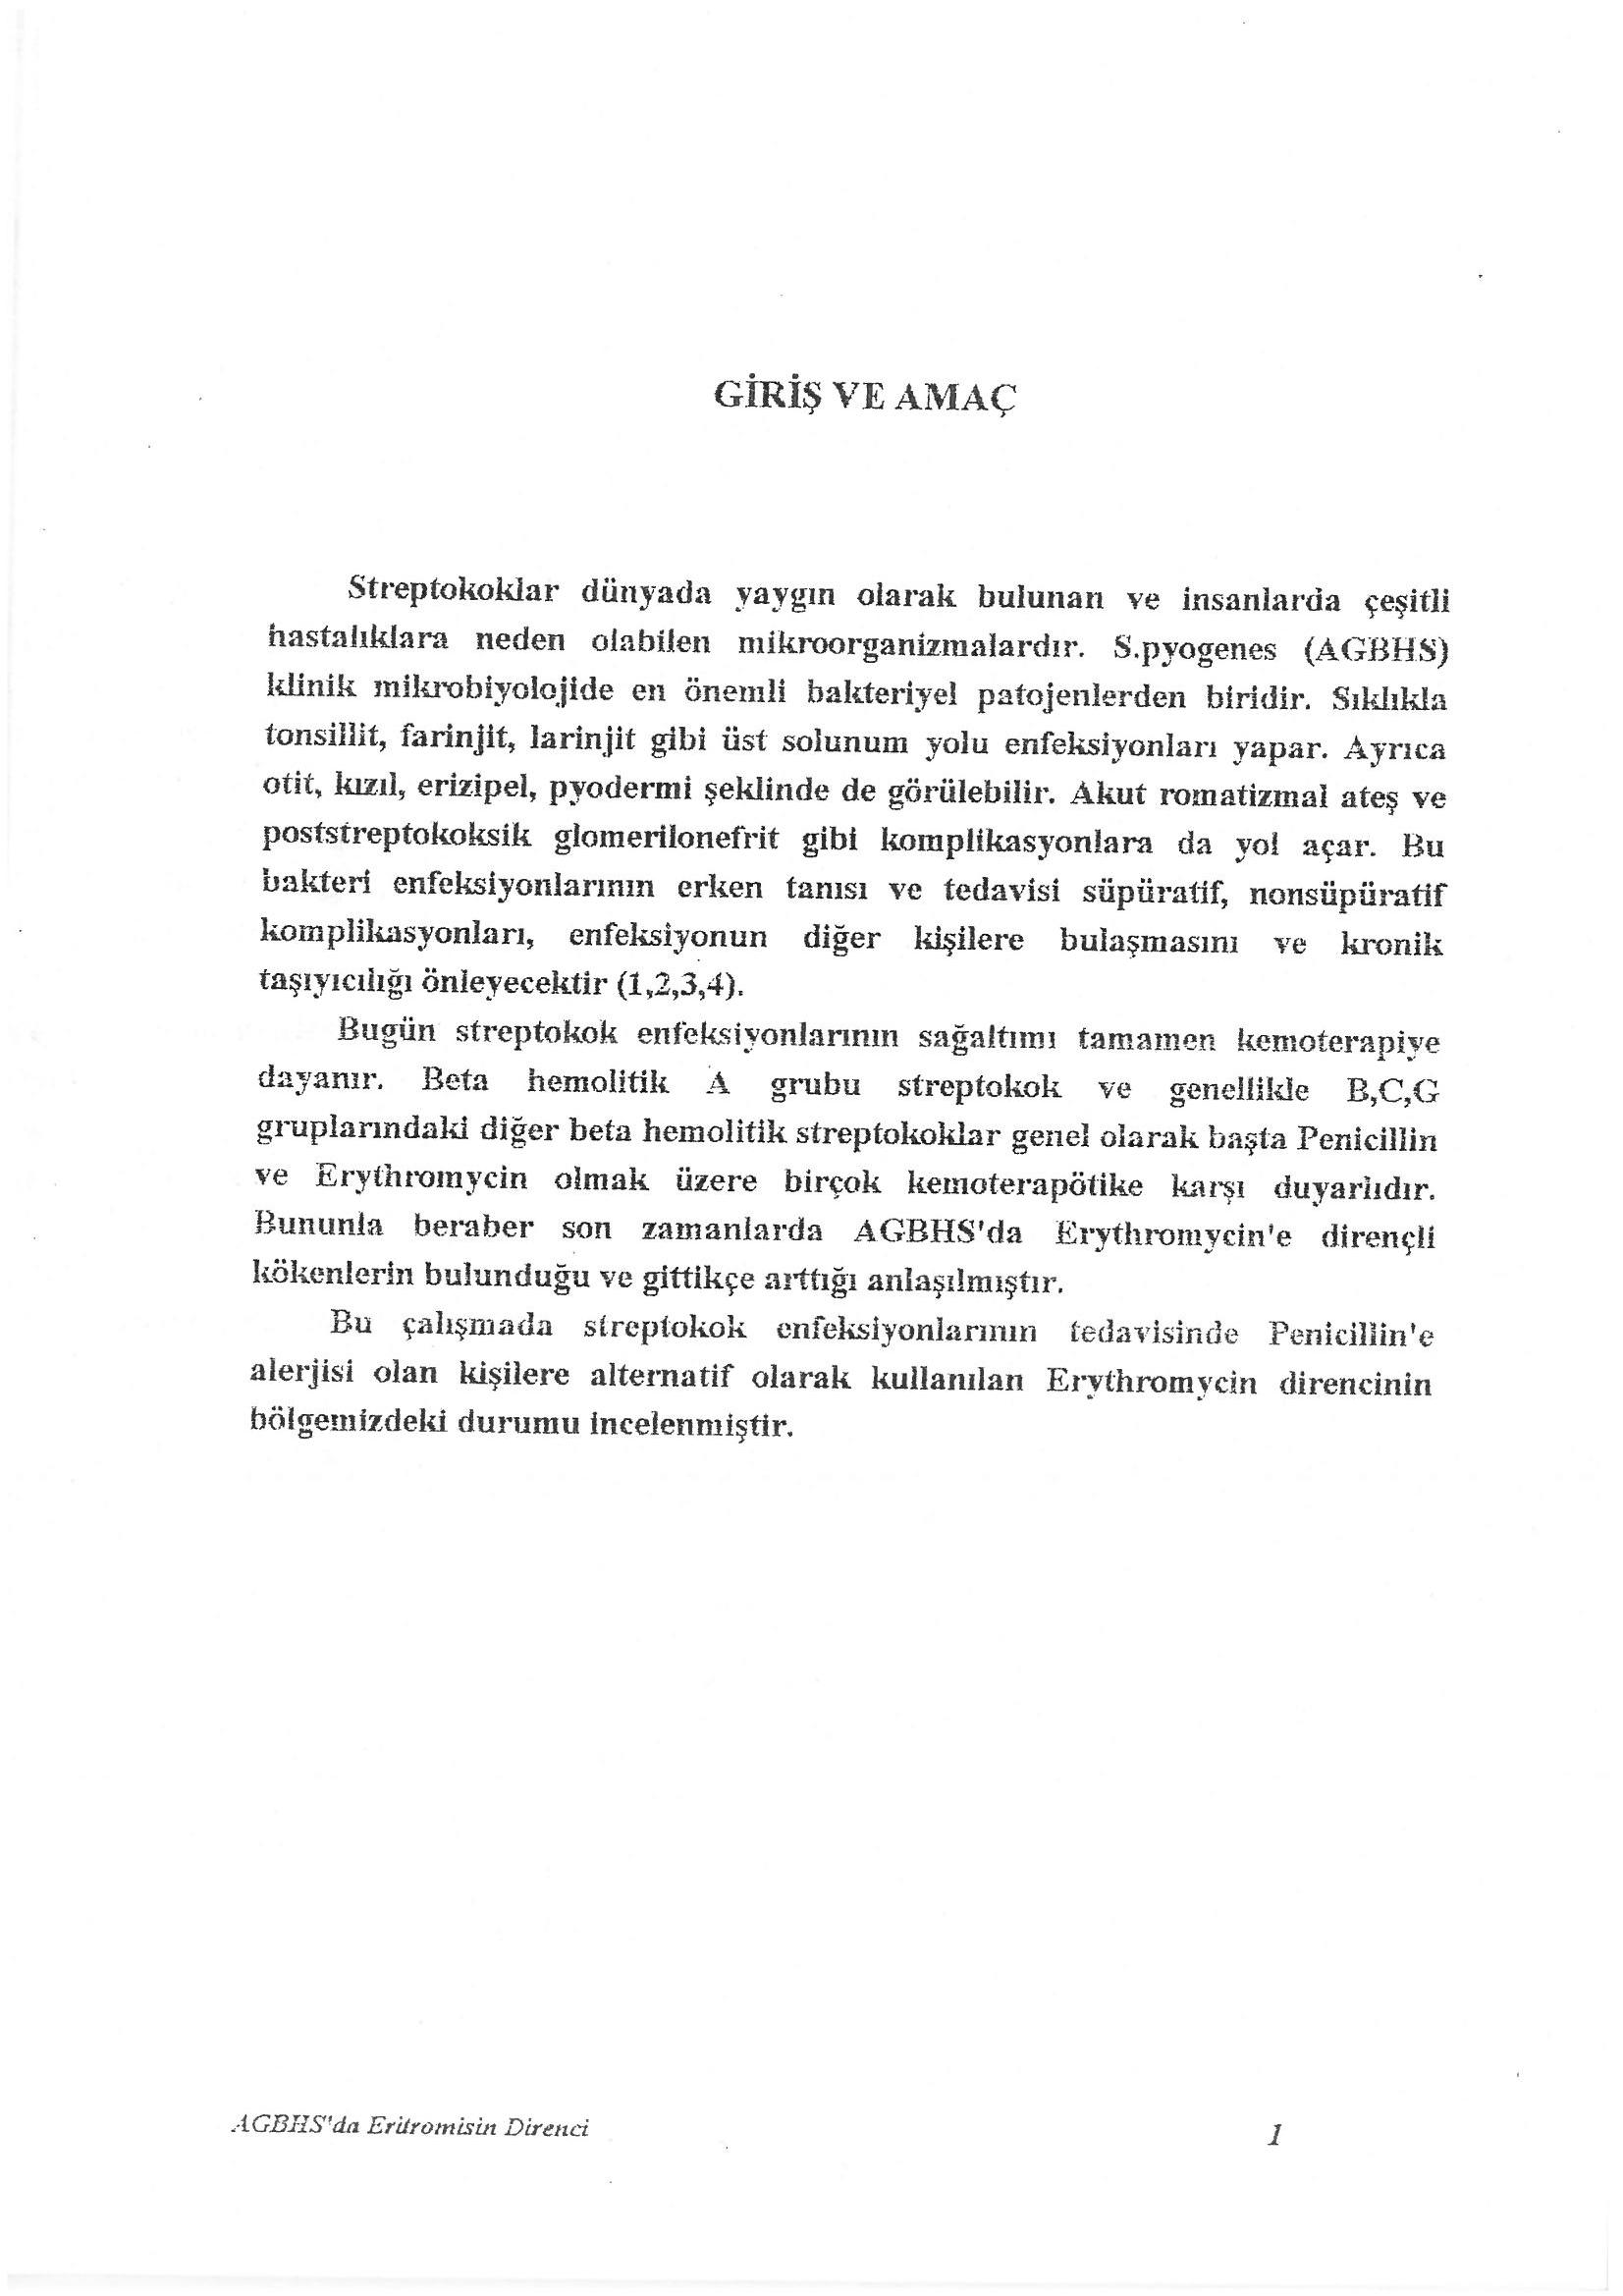 GİRİŞ VE AMAÇ
Streptokoklar dünyada yaygın olarak bulunan ve insanlarda çeşitli
hastalıklara neden olabilen mikroorganizmalardır. S.pyogenes (AGBHS)
klinik mikrobiyolojide en önemli bakteriyel patojenlerden biridir. Sıklıkla
tonsillit, farinjit, larinjit gibi üst solunum yolu enfeksiyonları yapar. Ayrıca
otit, kızıl, erizipel, pyodermi şeklinde de görülebilir. Akut romatizmal ateş ve
poststreptokoksik glomerilonefrit gibi komplikasyonlara da yol açar. Bu
bakteri enfeksiyonlarının erken tanısı ve tedavisi süpüratif, nonsüpüratif
komplikasyonları, enfeksiyonun diğer kişilere bulaşmasını ve kronik
taşıyıcılığı önleyecektir (1,2,3,4).
Bugün streptokok enfeksiyonlarının sağaltımı tamamen kemoterapiye
dayanır. Beta hemolitik A grubu streptokok ve genellikle B,C,G
gruplarındaki diğer beta hemolitik streptokoklar genel olarak başta Penicillin
ve Erythromycin olmak üzere birçok kemoterapötike karşı duyarlıdır.
Bununla beraber son zamanlarda AGBHS'da Erythromycin'e dirençli
kökenlerin bulunduğu ve gittikçe arttığı anlaşılmıştır.
Bu çalışmada streptokok enfeksiyonlarının tedavisinde Penicillin'e
alerjisi olan kişilere alternatif olarak kullanılan Erythromycin direncinin
bölgemizdeki durumu incelenmiştir.
AGBHS'da Eritromisin Direnci
1